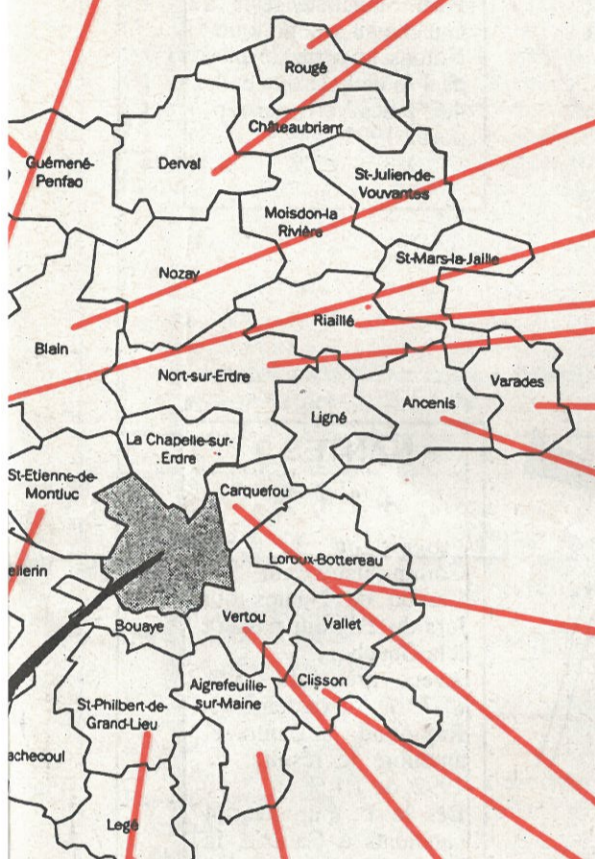 Rougé
Châteaubriant
Guémené-
Penfao
Derval
St-Julien-de-
Vouvantes
Moisdon-la
Rivière
St-Mars-la-Jaille
Nozay
Riaillé
Blain
Nort-sur-Erdre
Varades
Ancenis
Ligné
La Chapelle-sur-
Erdre
St-Etienne-de-
Montluc
Carquefou
Loroux-Bottereau
ellerin
Bouaye
Vertou
Vallet
Aigrefeuille-
sur-Maine
Clisson
St-Philbert-de-
Grand-Lieu
achecoul
Legé